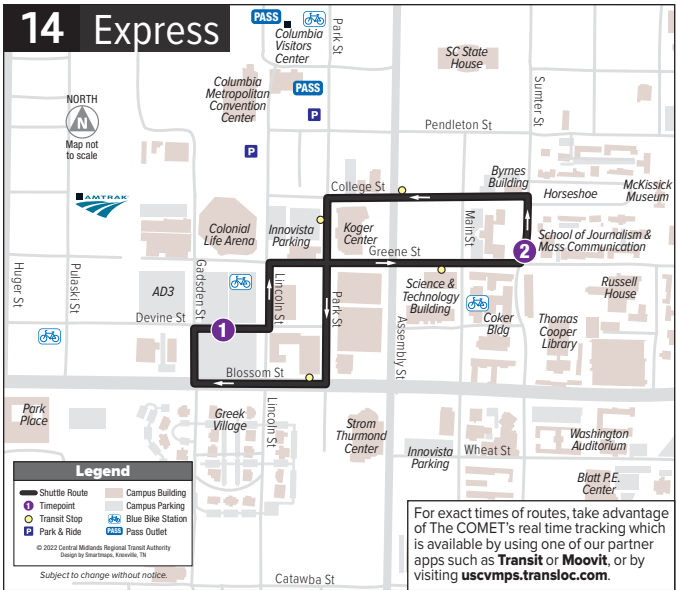 14 Express
PASS
Columbia
Visitors
Center
Park St
SC State
House
NORTH
N
Map not
to scale
Columbia
Metropolitan
Convention
Center
PASS
P
P
Sumter St
Pendleton St
AMTRAK
College St
Byrnes
Building
Horseshoe
McKissick
Museum
Colonial
Life Arena
Innovista
Parking
Koger
Center
Main St
Greene St
2
School of Journalism &
Mass Communication
Huger St
Pulaski St
AD3
Gadsden St
Lincoln St
Park St
Science &
Technology
Building
Russell
House
Devine St
1
Assembly St
Coker
Bldg
Thomas
Cooper
Library
Blossom St
Park
Place
Greek
Village
Lincoln St
Strom
Thurmond
Center
Innovista
Parking
Wheat St
Washington
Auditorium
Blatt P.E.
Center
Legend
Shuttle Route
Campus Building
1 Timepoint
Campus Parking
Transit Stop
Blue Bike Station
P Park & Ride
PASS Pass Outlet
© 2022 Central Midlands Regional Transit Authority
Design by Smartmaps, Knoxville, TN
Subject to change without notice.
Catawba St
For exact times of routes, take advantage
of The COMET's real time tracking which
is available by using one of our partner
apps such as Transit or Moovit, or by
visiting uscvmps.transloc.com.